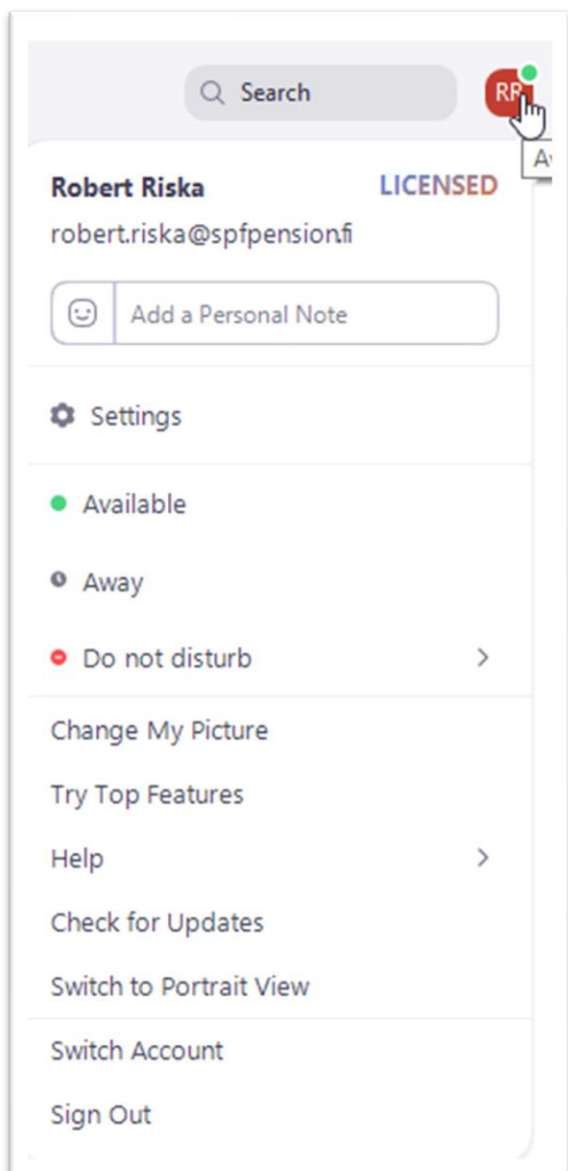 Search
RR
Robert Riska
LICENSED
robert.riska@spfpension.fi
Add a Personal Note
Settings
Available
Away
Do not disturb
Change My Picture
Try Top Features
Help
Check for Updates
Switch to Portrait View
Switch Account
Sign Out